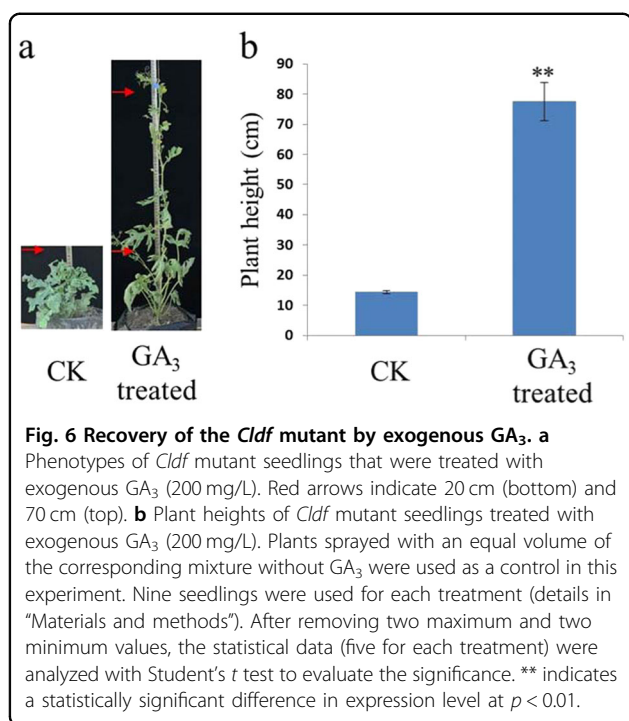 a
CK
GA₃
treated
b
Plant height (cm)
90
80
70
60
50
40
30
20
10
0
**
CK
GA₃
treated
Fig. 6 Recovery of the Cldf mutant by exogenous GA₃. a
Phenotypes of Cldf mutant seedlings that were treated with
exogenous GA₃ (200 mg/L). Red arrows indicate 20 cm (bottom) and
70 cm (top). b Plant heights of Cldf mutant seedlings treated with
exogenous GA₃ (200 mg/L). Plants sprayed with an equal volume of
the corresponding mixture without GA₃ were used as a control in this
experiment. Nine seedlings were used for each treatment (details in
“Materials and methods”). After removing two maximum and two
minimum values, the statistical data (five for each treatment) were
analyzed with Student’s t test to evaluate the significance. ** indicates
a statistically significant difference in expression level at p < 0.01.